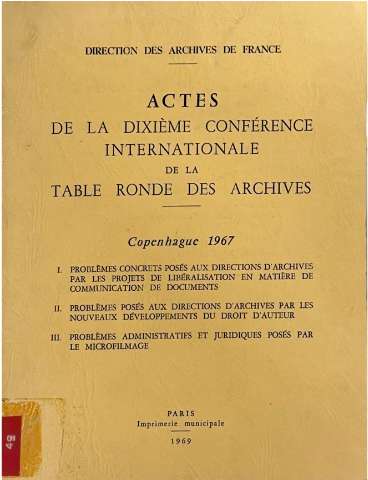 DIRECTION DES ARCHIVES DE FRANCE
ACTES
DE LA DIXIÈME CONFÉRENCE
INTERNATIONALE
DE LA
TABLE RONDE DES ARCHIVES
Copenhague 1967
I. PROBLÈMES CONCRETS POSÉS AUX DIRECTIONS D'ARCHIVES
PAR LES PROJETS DE LIBÉRALISATION EN MATIÈRE DE
COMMUNICATION DE DOCUMENTS
II. PROBLÈMES POSÉS AUX DIRECTIONS D'ARCHIVES PAR LES
NOUVEAUX DÉVELOPPEMENTS DU DROIT D'AUTEUR
III. PROBLÈMES ADMINISTRATIFS ET JURIDIQUES POSÉS PAR
LE MICROFILMAGE
PARIS
Imprimerie municipale
1969
49